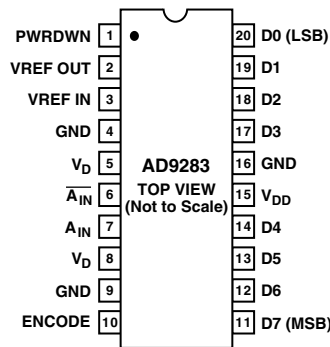 PWRDWN 1 20 D0 (LSB)
VREF OUT 2 19 D1
VREF IN 3 18 D2
GND 4 17 D3
VD 5 AD9283 16 GND
AIN 6 TOP VIEW 15 VDD
(Not to Scale)
AIN 7 14 D4
VD 8 13 D5
GND 9 12 D6
ENCODE 10 11 D7 (MSB)